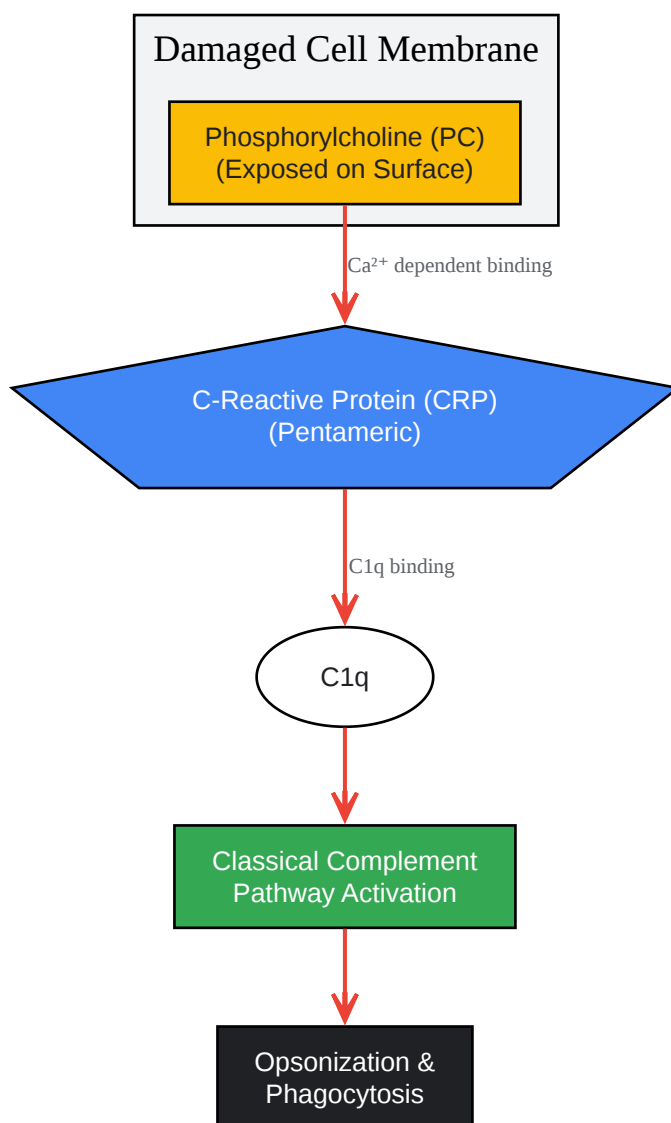 Damaged Cell Membrane
Phosphorylcholine (PC)
(Exposed on Surface)
Ca²⁺ dependent binding
C-Reactive Protein (CRP)
(Pentameric)
C1q binding
C1q
Classical Complement
Pathway Activation
Opsonization &
Phagocytosis